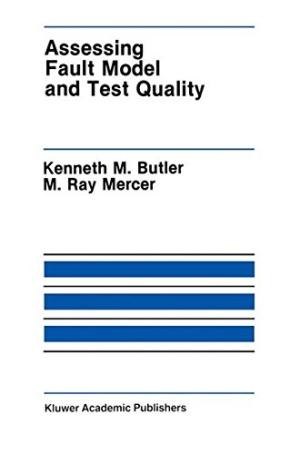 Assessing
Fault Model
and Test Quality
Kenneth M. Butler
M. Ray Mercer
Kluwer Academic Publishers